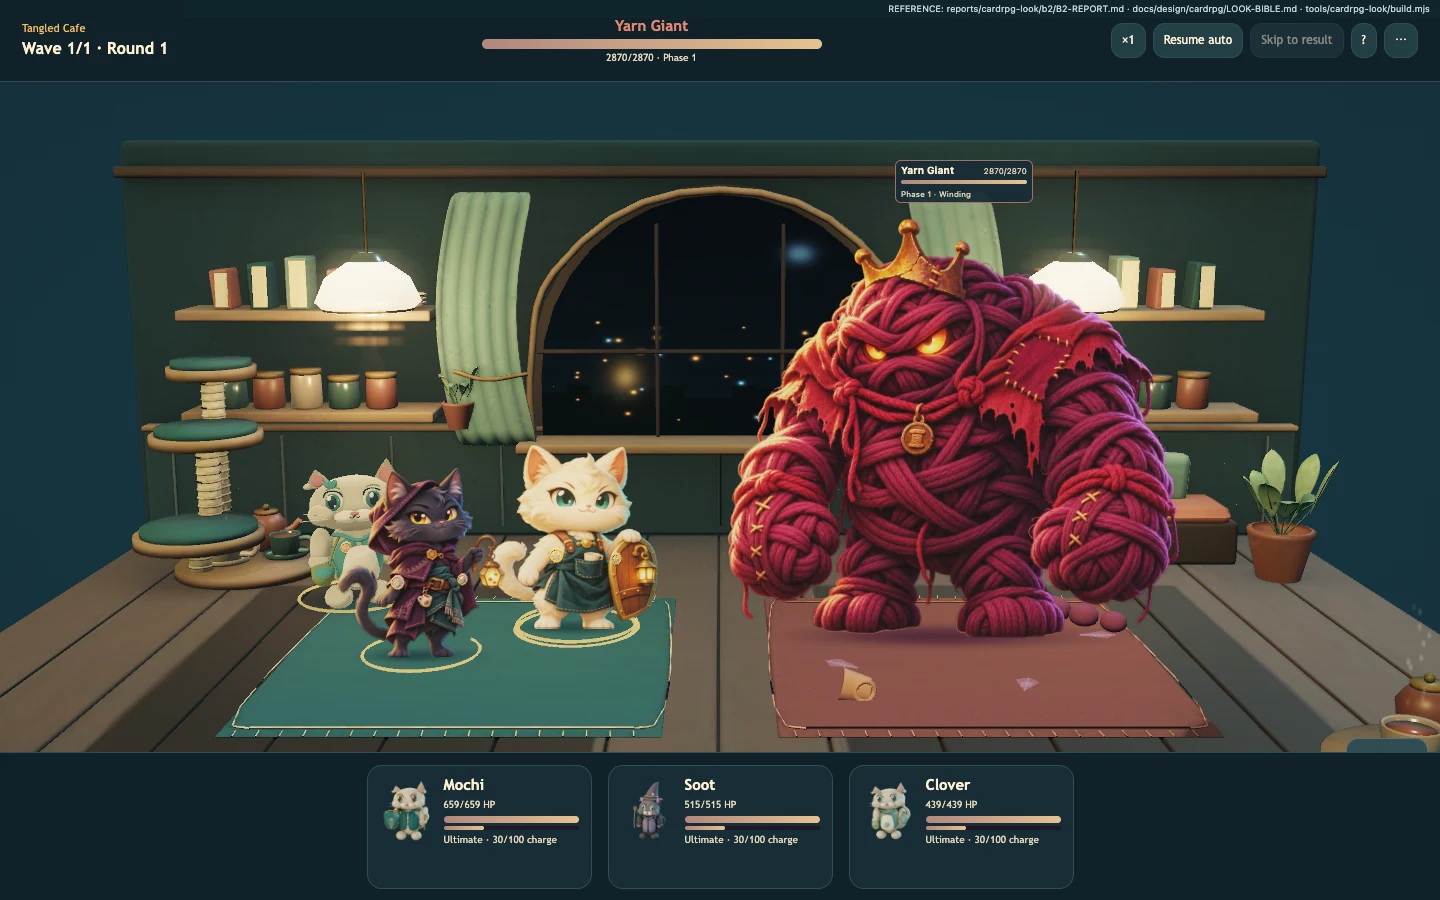 REFERENCE: reports/cardrpg-look/b2/B2-REPORT.md · docs/design/cardrpg/LOOK-BIBLE.md · tools/cardrpg-look/build.mjs
Tangled Cafe
Wave 1/1 · Round 1
Yarn Giant
2870/2870 · Phase 1
×1
Resume auto
Skip to result
?
···
Yarn Giant 2870/2870
Phase 1 · Winding
Mochi
659/659 HP
Ultimate · 30/100 charge
Soot
515/515 HP
Ultimate · 30/100 charge
Clover
439/439 HP
Ultimate · 30/100 charge